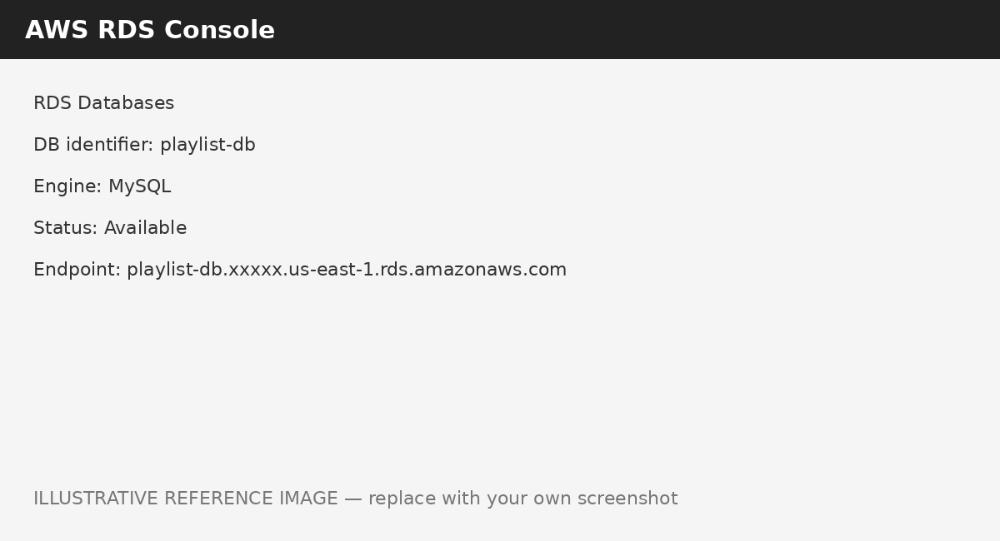 AWS RDS Console
RDS Databases
DB identifier: playlist-db
Engine: MySQL
Status: Available
Endpoint: playlist-db.xxxxx.us-east-1.rds.amazonaws.com
ILLUSTRATIVE REFERENCE IMAGE — replace with your own screenshot